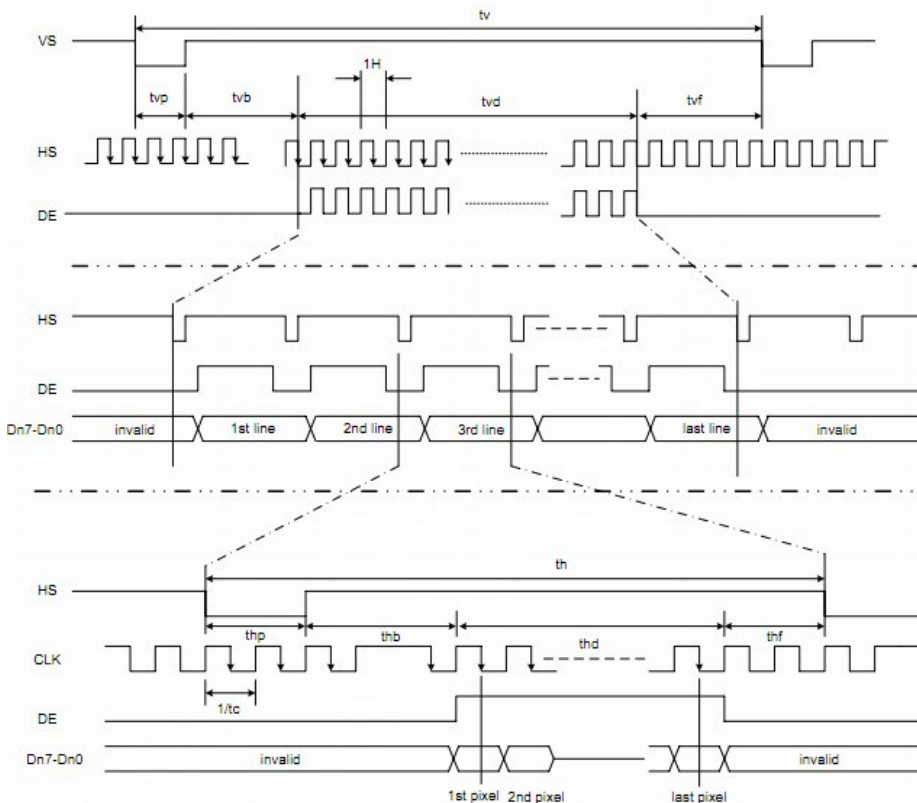 tv
VS
1H
tvp tvb tvd tvf
HS
DE
HS
DE
Dn7-Dn0 invalid 1st line 2nd line 3rd line last line invalid
th
HS
thp thb thd thf
CLK
1/tc
DE
Dn7-Dn0 invalid invalid
1st pixel 2nd pixel last pixel